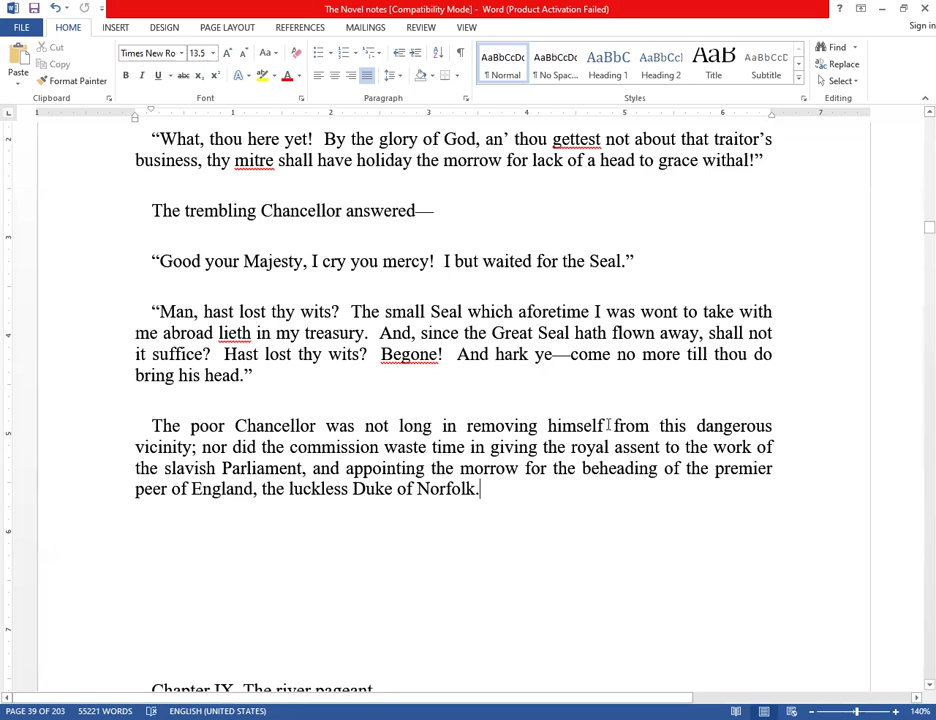 The Novel notes [Compatibility Mode] - Word (Product Activation Failed)
Sign in
FILE HOME INSERT DESIGN PAGE LAYOUT REFERENCES MAILINGS REVIEW VIEW
Paste Cut Copy Format Painter
Times New Ro 13.5
AaBbCcDc ¶ Normal AaBbCcDc ¶ No Spac... AaBbC Heading 1 AaBbC Heading 2 AaB Title AaBbCcD Subtitle
Find Replace Select
Clipboard Font Paragraph Styles Editing
“What, thou here yet! By the glory of God, an’ thou gettest not about that traitor’s
business, thy mitre shall have holiday the morrow for lack of a head to grace withal!”
The trembling Chancellor answered—
“Good your Majesty, I cry you mercy! I but waited for the Seal.”
“Man, hast lost thy wits? The small Seal which aforetime I was wont to take with
me abroad lieth in my treasury. And, since the Great Seal hath flown away, shall not
it suffice? Hast lost thy wits? Begone! And hark ye—come no more till thou do
bring his head.”
The poor Chancellor was not long in removing himself from this dangerous
vicinity; nor did the commission waste time in giving the royal assent to the work of
the slavish Parliament, and appointing the morrow for the beheading of the premier
peer of England, the luckless Duke of Norfolk.
Chapter IX. The river pageant
PAGE 39 OF 203 55221 WORDS ENGLISH (UNITED STATES) 140%